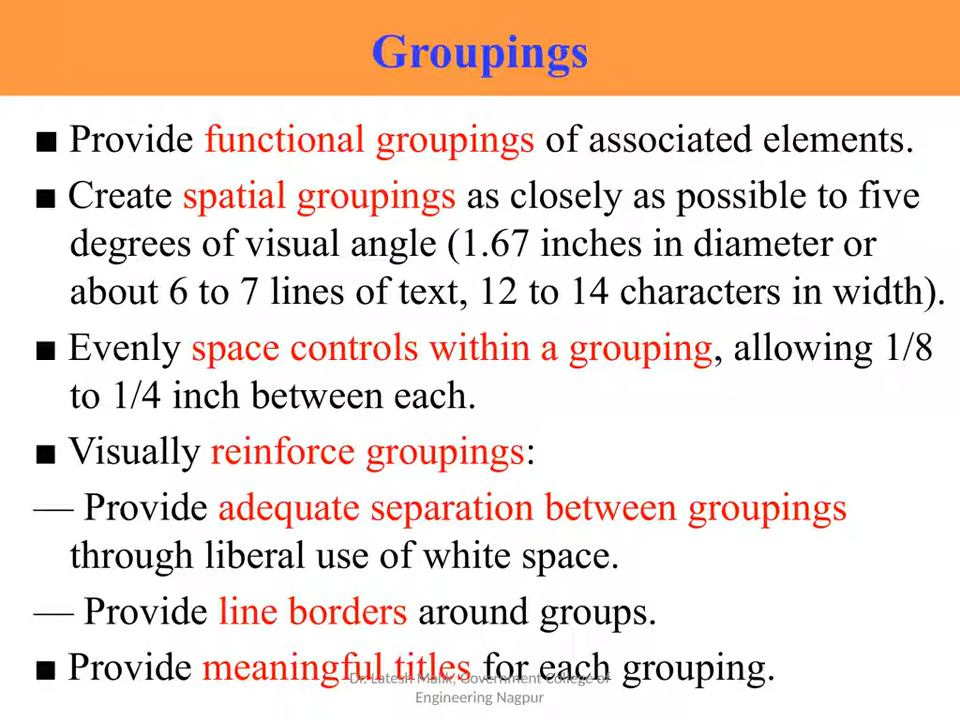 Groupings
■ Provide functional groupings of associated elements.
■ Create spatial groupings as closely as possible to five
degrees of visual angle (1.67 inches in diameter or
about 6 to 7 lines of text, 12 to 14 characters in width).
■ Evenly space controls within a grouping, allowing 1/8
to 1/4 inch between each.
■ Visually reinforce groupings:
— Provide adequate separation between groupings
through liberal use of white space.
— Provide line borders around groups.
■ Provide meaningful titles for each grouping.
Dr. Latesh Malik, Government College of
Engineering Nagpur